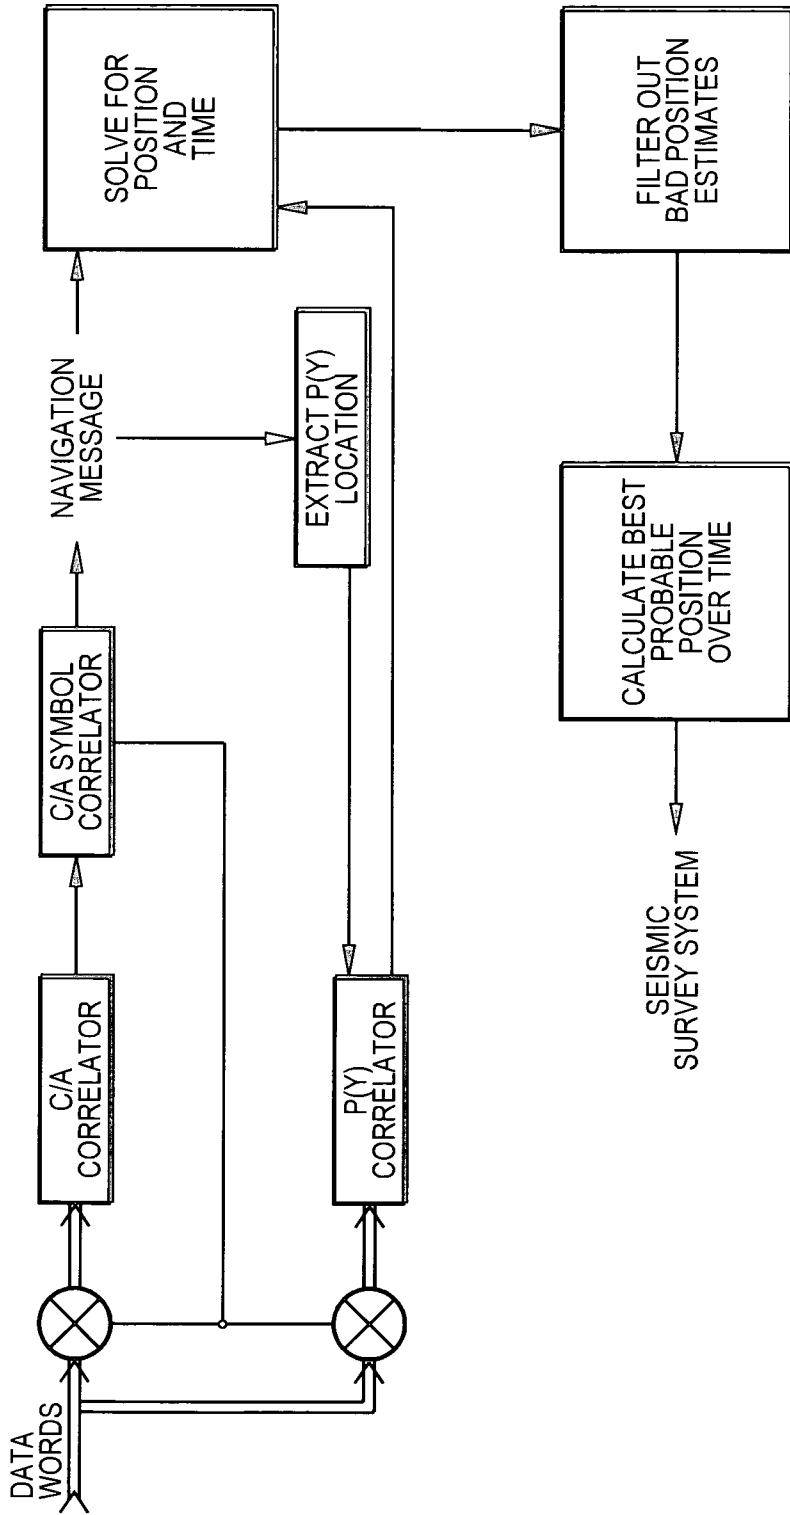 DATA
WORDS
C/A
CORRELATOR
C/A SYMBOL
CORRELATOR
NAVIGATION
MESSAGE
SOLVE FOR
POSITION
AND
TIME
P(Y)
CORRELATOR
EXTRACT P(Y)
LOCATION
SEISMIC
SURVEY SYSTEM
CALCULATE BEST
PROBABLE
POSITION
OVER TIME
FILTER OUT
BAD POSITION
ESTIMATES